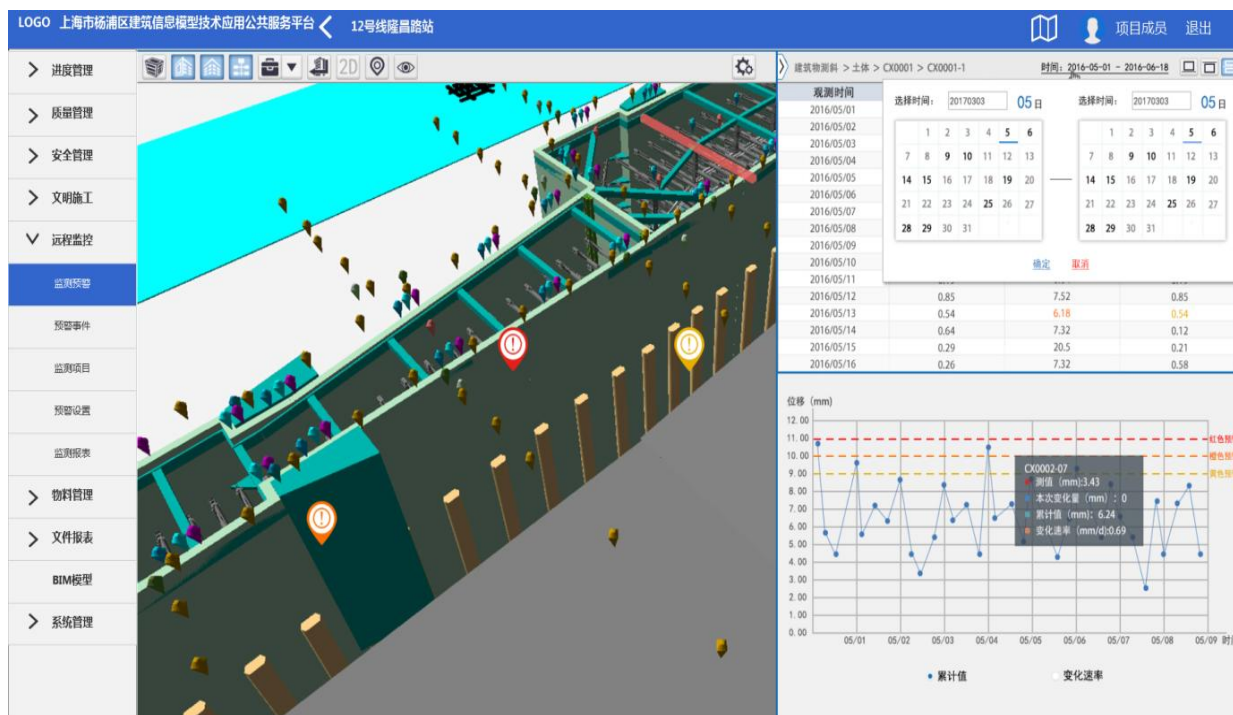 LOGO 上海市杨浦区建筑信息模型技术应用公共服务平台 12号线隆昌路站 项目成员 退出
进度管理
质量管理
安全管理
文明施工
远程监控
监测预警
预警事件
监测项目
预警设置
监测报表
物料管理
文件报表
BIM模型
系统管理
2D
建筑物测斜 > 土体 > CX0001 > CX0001-1 时间: 2016-05-01 - 2016-06-18
观测时间
2016/05/01
2016/05/02
2016/05/03
2016/05/04
2016/05/05
2016/05/06
2016/05/07
2016/05/08
2016/05/09
2016/05/10
2016/05/11
2016/05/12 0.85 7.52 0.85
2016/05/13 0.54 6.18 0.54
2016/05/14 0.64 7.32 0.12
2016/05/15 0.29 20.5 0.21
2016/05/16 0.26 7.32 0.58
选择时间: 20170303 05日
1 2 3 4 5 6
7 8 9 10 11 12 13
14 15 16 17 18 19 20
21 22 23 24 25 26 27
28 29 30 31
选择时间: 20170303 05日
1 2 3 4 5 6
7 8 9 10 11 12 13
14 15 16 17 18 19 20
21 22 23 24 25 26 27
28 29 30 31
确定 取消
位移 (mm)
12.00
11.00
10.00
9.00
8.00
7.00
6.00
5.00
4.00
3.00
2.00
1.00
0.00
红色预
橙色预
黄色预
CX0002-07
测值 (mm):3.43
本次变化量 (mm) : 0
累计值 (mm): 6.24
变化速率 (mm/d):0.69
05/01 05/02 05/03 05/04 05/05 05/06 05/07 05/08 05/09 时
累计值 变化速率